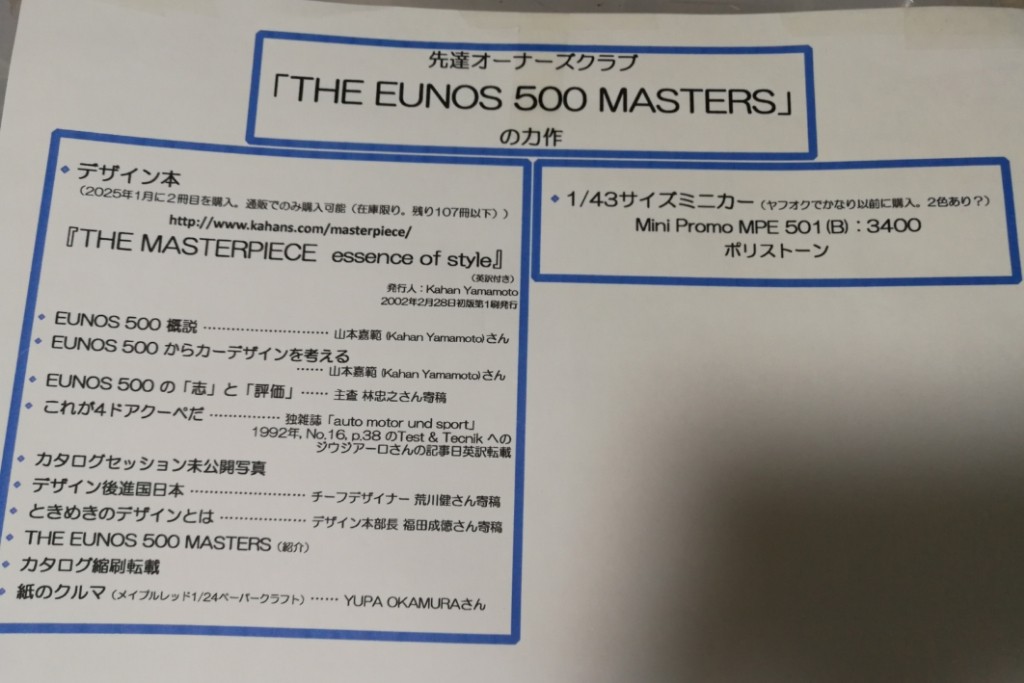 先達オーナーズクラブ
「THE EUNOS 500 MASTERS」
の力作
・デザイン本
（2025年1月に2冊目を購入。通販でのみ購入可能（在庫限り。残り107冊以下））
http://www.kahans.com/masterpiece/
『THE MASTERPIECE essence of style』
（英訳付き）
発行人：Kahan Yamamoto
2002年2月28日初版第1刷発行
・EUNOS 500 概説 …………………… 山本嘉範 (Kahan Yamamoto)さん
・EUNOS 500 からカーデザインを考える
…… 山本嘉範 (Kahan Yamamoto)さん
・EUNOS 500 の「志」と「評価」…… 主査 林忠之さん寄稿
・これが4ドアクーペだ …………… 独雑誌「auto motor und sport」
1992年, No.16, p.38 のTest & Tecnik への
ジウジアーロさんの記事日英訳転載
・カタログセッション未公開写真
・デザイン後進国日本 …………………… チーフデザイナー 荒川健さん寄稿
・ときめきのデザインとは ……………… デザイン本部長 福田成徳さん寄稿
・THE EUNOS 500 MASTERS（紹介）
・カタログ縮刷転載
・紙のクルマ（メイプルレッド1/24ペーパークラフト）…… YUPA OKAMURAさん
・1/43サイズミニカー（ヤフオクでかなり以前に購入。2色あり？）
Mini Promo MPE 501(B)：3400
ポリストーン